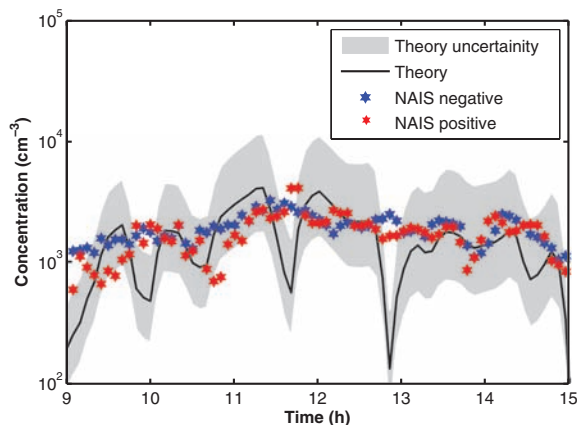 10^5
10^4
10^3
10^2
Concentration (cm^−3)
Theory uncertainity
Theory
NAIS negative
NAIS positive
9 10 11 12 13 14 15
Time (h)